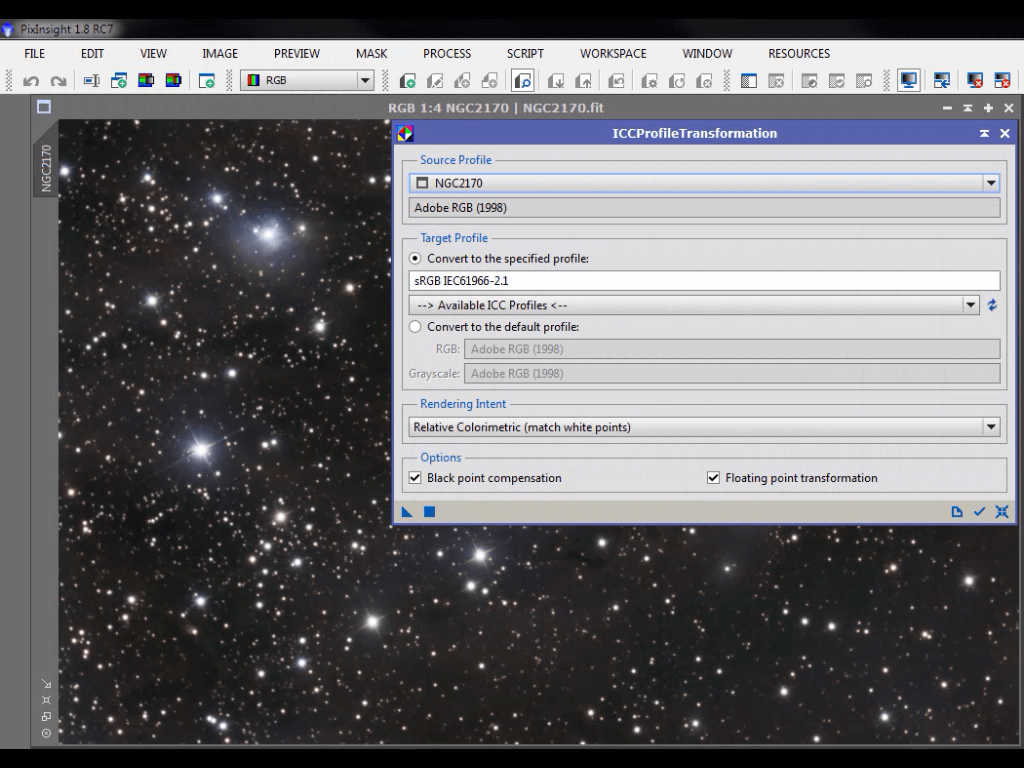 PixInsight 1.8 RC7
FILE EDIT VIEW IMAGE PREVIEW MASK PROCESS SCRIPT WORKSPACE WINDOW RESOURCES
RGB
RGB 1:4 NGC2170 | NGC2170.fit
NGC2170
ICCProfileTransformation
Source Profile
NGC2170
Adobe RGB (1998)
Target Profile
Convert to the specified profile:
sRGB IEC61966-2.1
--> Available ICC Profiles <--
Convert to the default profile:
RGB: Adobe RGB (1998)
Grayscale: Adobe RGB (1998)
Rendering Intent
Relative Colorimetric (match white points)
Options
Black point compensation Floating point transformation